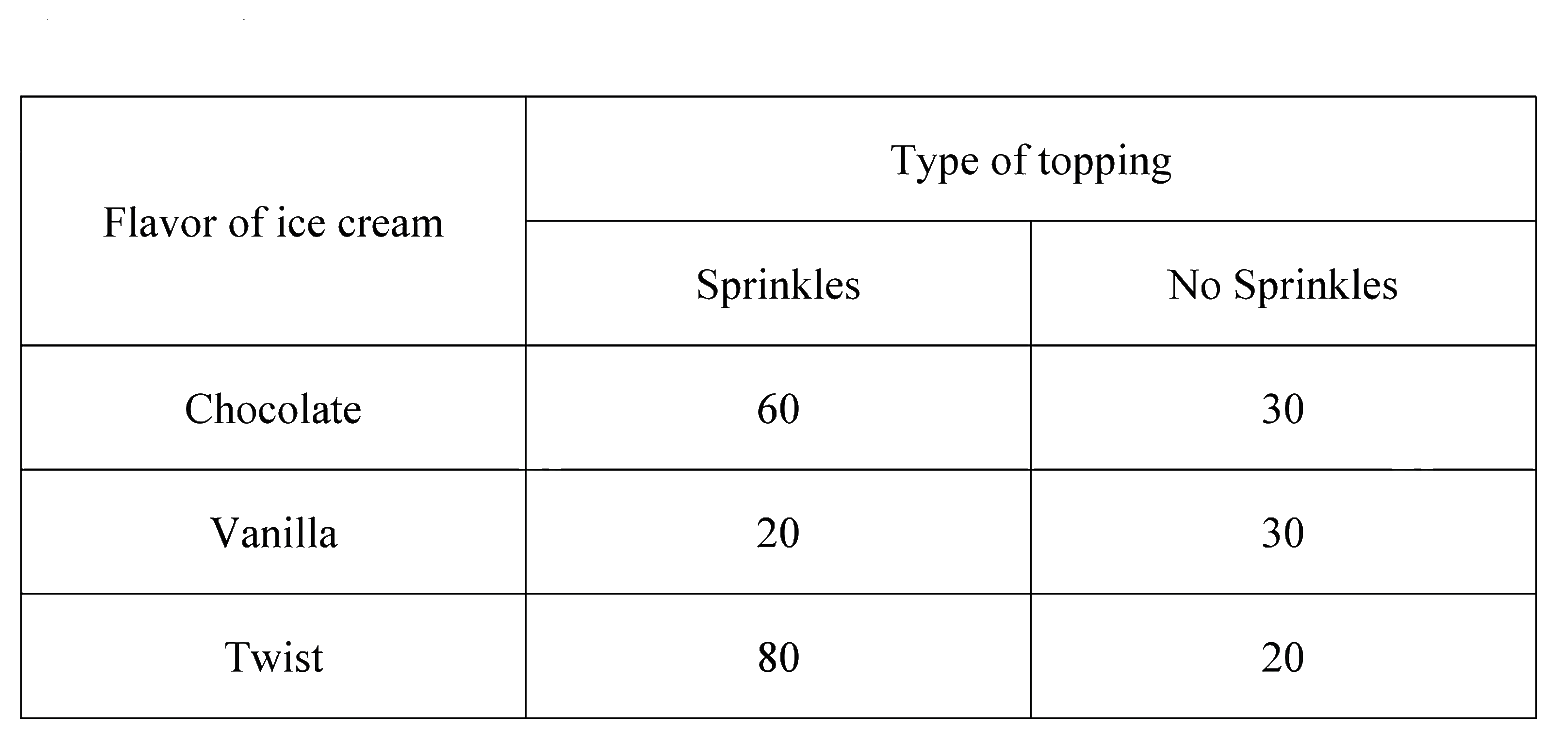 Type of topping
Flavor of ice cream
Sprinkles
No Sprinkles
Chocolate
60
30
Vanilla
20
30
Twist
80
20